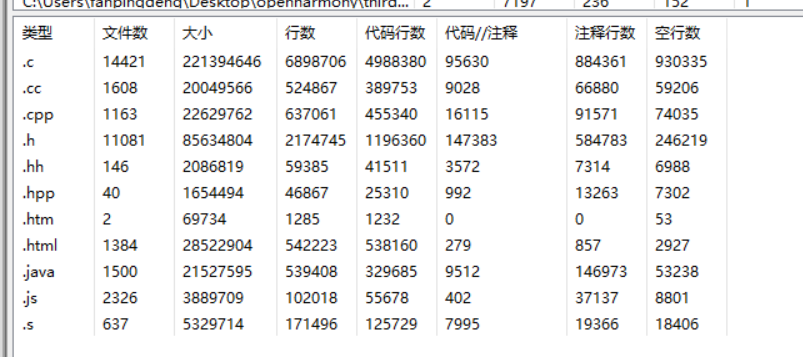 C:\Users\fanpingdeng\Desktop\openharmony\third... 2 7197 236 152 1
类型 文件数 大小 行数 代码行数 代码//注释 注释行数 空行数
.c 14421 221394646 6898706 4988380 95630 884361 930335
.cc 1608 20049566 524867 389753 9028 66880 59206
.cpp 1163 22629762 637061 455340 16115 91571 74035
.h 11081 85634804 2174745 1196360 147383 584783 246219
.hh 146 2086819 59385 41511 3572 7314 6988
.hpp 40 1654494 46867 25310 992 13263 7302
.htm 2 69734 1285 1232 0 0 53
.html 1384 28522904 542223 538160 279 857 2927
.java 1500 21527595 539408 329685 9512 146973 53238
.js 2326 3889709 102018 55678 402 37137 8801
.s 637 5329714 171496 125729 7995 19366 18406